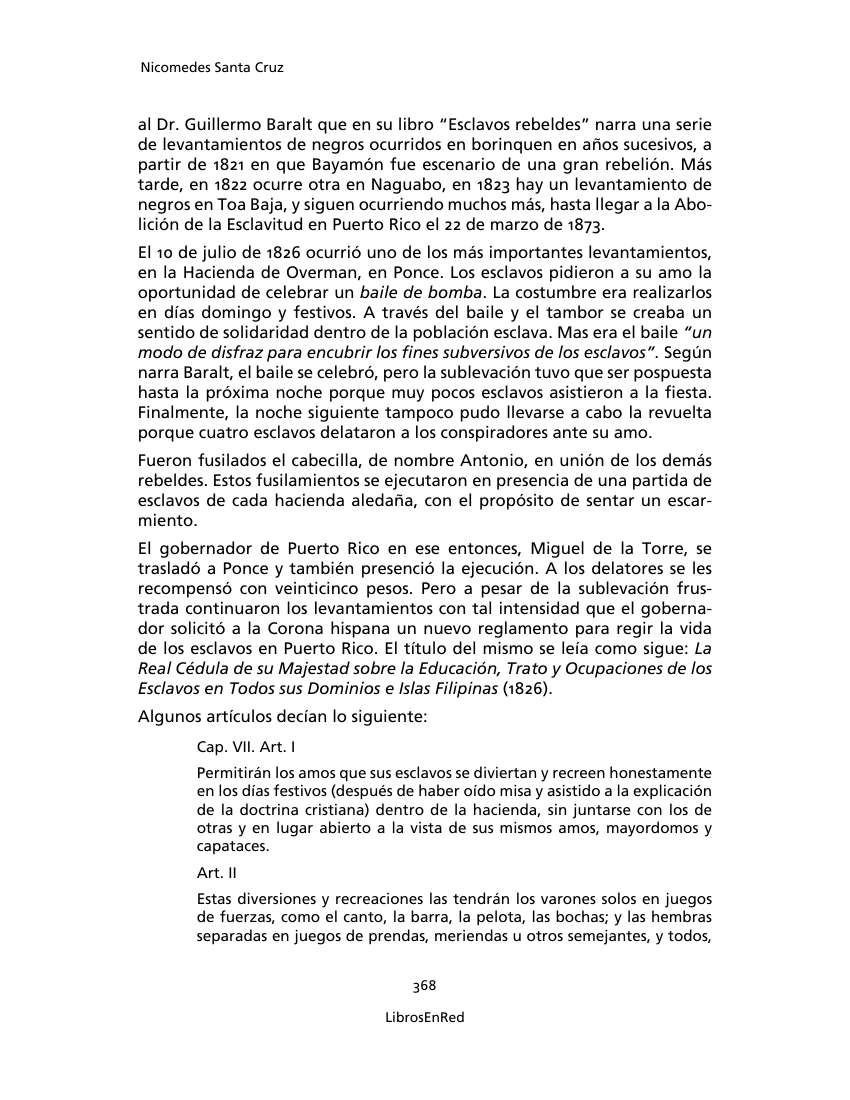 Nicomedes Santa Cruz
al Dr. Guillermo Baralt que en su libro “Esclavos rebeldes” narra una serie
de levantamientos de negros ocurridos en borinquen en años sucesivos, a
partir de 1821 en que Bayamón fue escenario de una gran rebelión. Más
tarde, en 1822 ocurre otra en Naguabo, en 1823 hay un levantamiento de
negros en Toa Baja, y siguen ocurriendo muchos más, hasta llegar a la Abo-
lición de la Esclavitud en Puerto Rico el 22 de marzo de 1873.
El 10 de julio de 1826 ocurrió uno de los más importantes levantamientos,
en la Hacienda de Overman, en Ponce. Los esclavos pidieron a su amo la
oportunidad de celebrar un baile de bomba. La costumbre era realizarlos
en días domingo y festivos. A través del baile y el tambor se creaba un
sentido de solidaridad dentro de la población esclava. Mas era el baile “un
modo de disfraz para encubrir los fines subversivos de los esclavos”. Según
narra Baralt, el baile se celebró, pero la sublevación tuvo que ser pospuesta
hasta la próxima noche porque muy pocos esclavos asistieron a la fiesta.
Finalmente, la noche siguiente tampoco pudo llevarse a cabo la revuelta
porque cuatro esclavos delataron a los conspiradores ante su amo.
Fueron fusilados el cabecilla, de nombre Antonio, en unión de los demás
rebeldes. Estos fusilamientos se ejecutaron en presencia de una partida de
esclavos de cada hacienda aledaña, con el propósito de sentar un escar-
miento.
El gobernador de Puerto Rico en ese entonces, Miguel de la Torre, se
trasladó a Ponce y también presenció la ejecución. A los delatores se les
recompensó con veinticinco pesos. Pero a pesar de la sublevación frus-
trada continuaron los levantamientos con tal intensidad que el goberna-
dor solicitó a la Corona hispana un nuevo reglamento para regir la vida
de los esclavos en Puerto Rico. El título del mismo se leía como sigue: La
Real Cédula de su Majestad sobre la Educación, Trato y Ocupaciones de los
Esclavos en Todos sus Dominios e Islas Filipinas (1826).
Algunos artículos decían lo siguiente:
Cap. VII. Art. I
Permitirán los amos que sus esclavos se diviertan y recreen honestamente
en los días festivos (después de haber oído misa y asistido a la explicación
de la doctrina cristiana) dentro de la hacienda, sin juntarse con los de
otras y en lugar abierto a la vista de sus mismos amos, mayordomos y
capataces.
Art. II
Estas diversiones y recreaciones las tendrán los varones solos en juegos
de fuerzas, como el canto, la barra, la pelota, las bochas; y las hembras
separadas en juegos de prendas, meriendas u otros semejantes, y todos,
368
LibrosEnRed